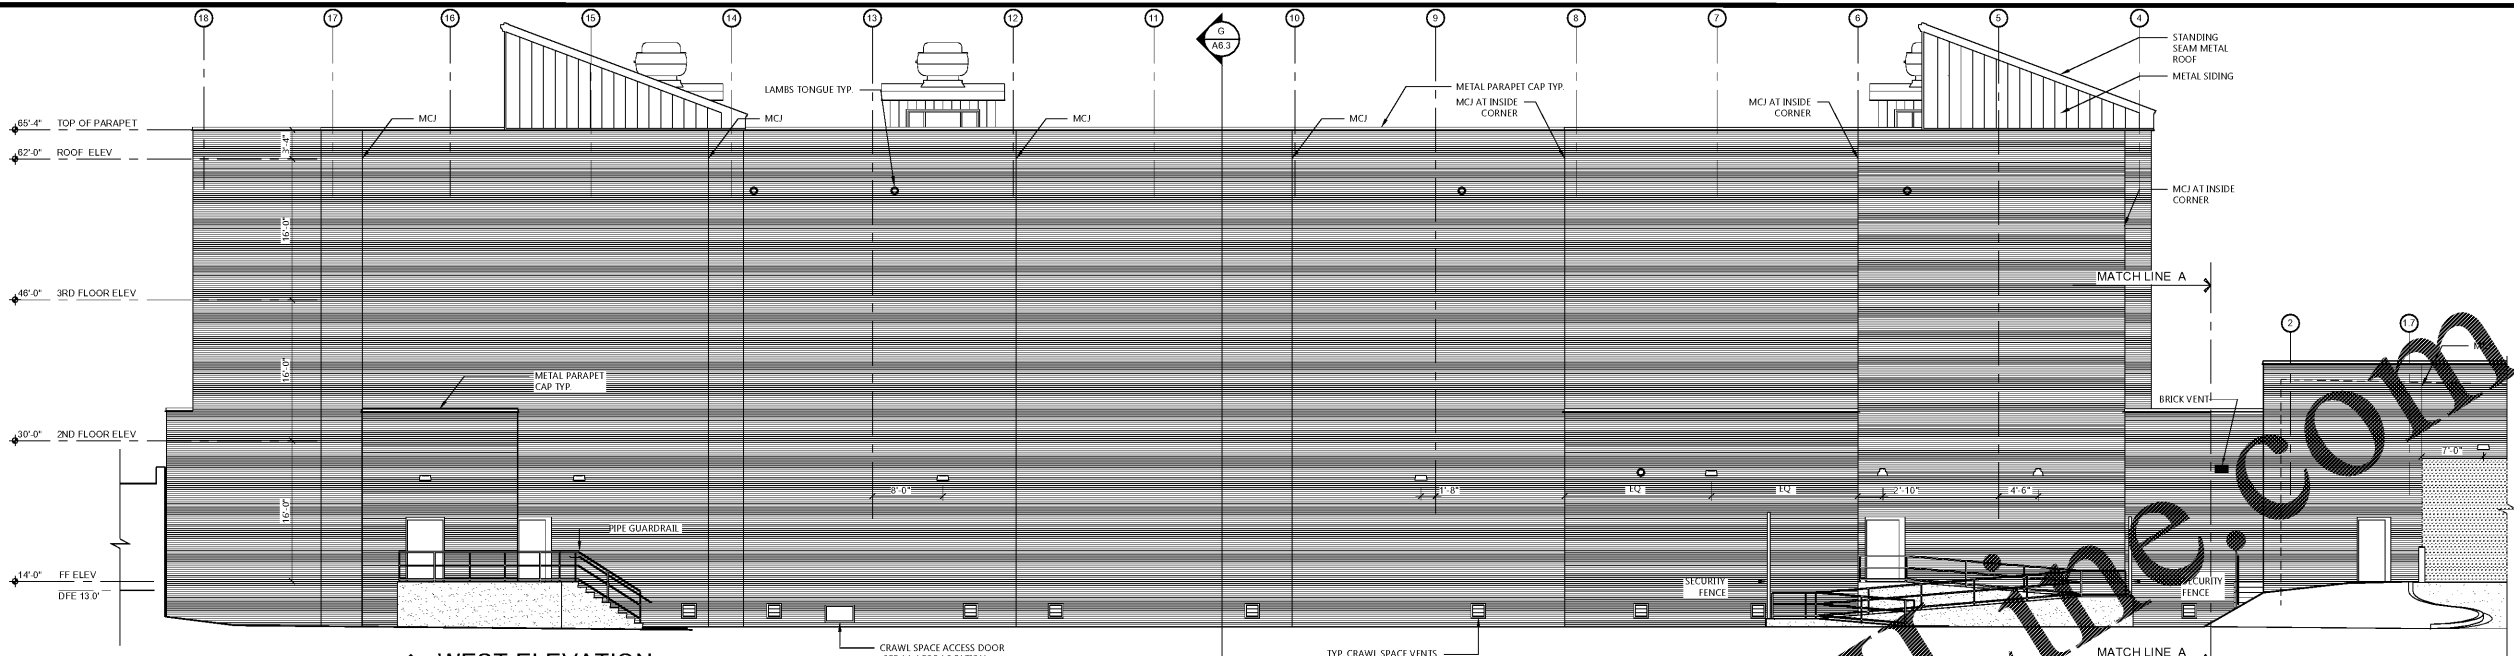 18 17 16 15 14 13 12 11 10 9 8 7 6 5 4
G
A6.3
STANDING
SEAM METAL
ROOF
METAL SIDING
LAMBS TONGUE TYP.
METAL PARAPET CAP TYP.
MCJ AT INSIDE
CORNER
MCJ AT INSIDE
CORNER
65'-4" TOP OF PARAPET
MCJ
MCJ
MCJ
MCJ
3'-4"
62'-0" ROOF ELEV
MCJ AT INSIDE
CORNER
16'-0"
MATCH LINE A
46'-0" 3RD FLOOR ELEV
2
1.7
16'-0"
METAL PARAPET
CAP TYP.
BRICK VENT
30'-0" 2ND FLOOR ELEV
7'-0"
8'-0"
1'-8"
EQ
EQ
2'-10"
4'-6"
16'-0"
PIPE GUARDRAIL
14'-0" FF ELEV
DFE 13.0'
SECURITY
FENCE
SECURITY
FENCE
CRAWL SPACE ACCESS DOOR
TYP. CRAWL SPACE VENTS
WEST ELEVATION
MATCH LINE A
Line.com